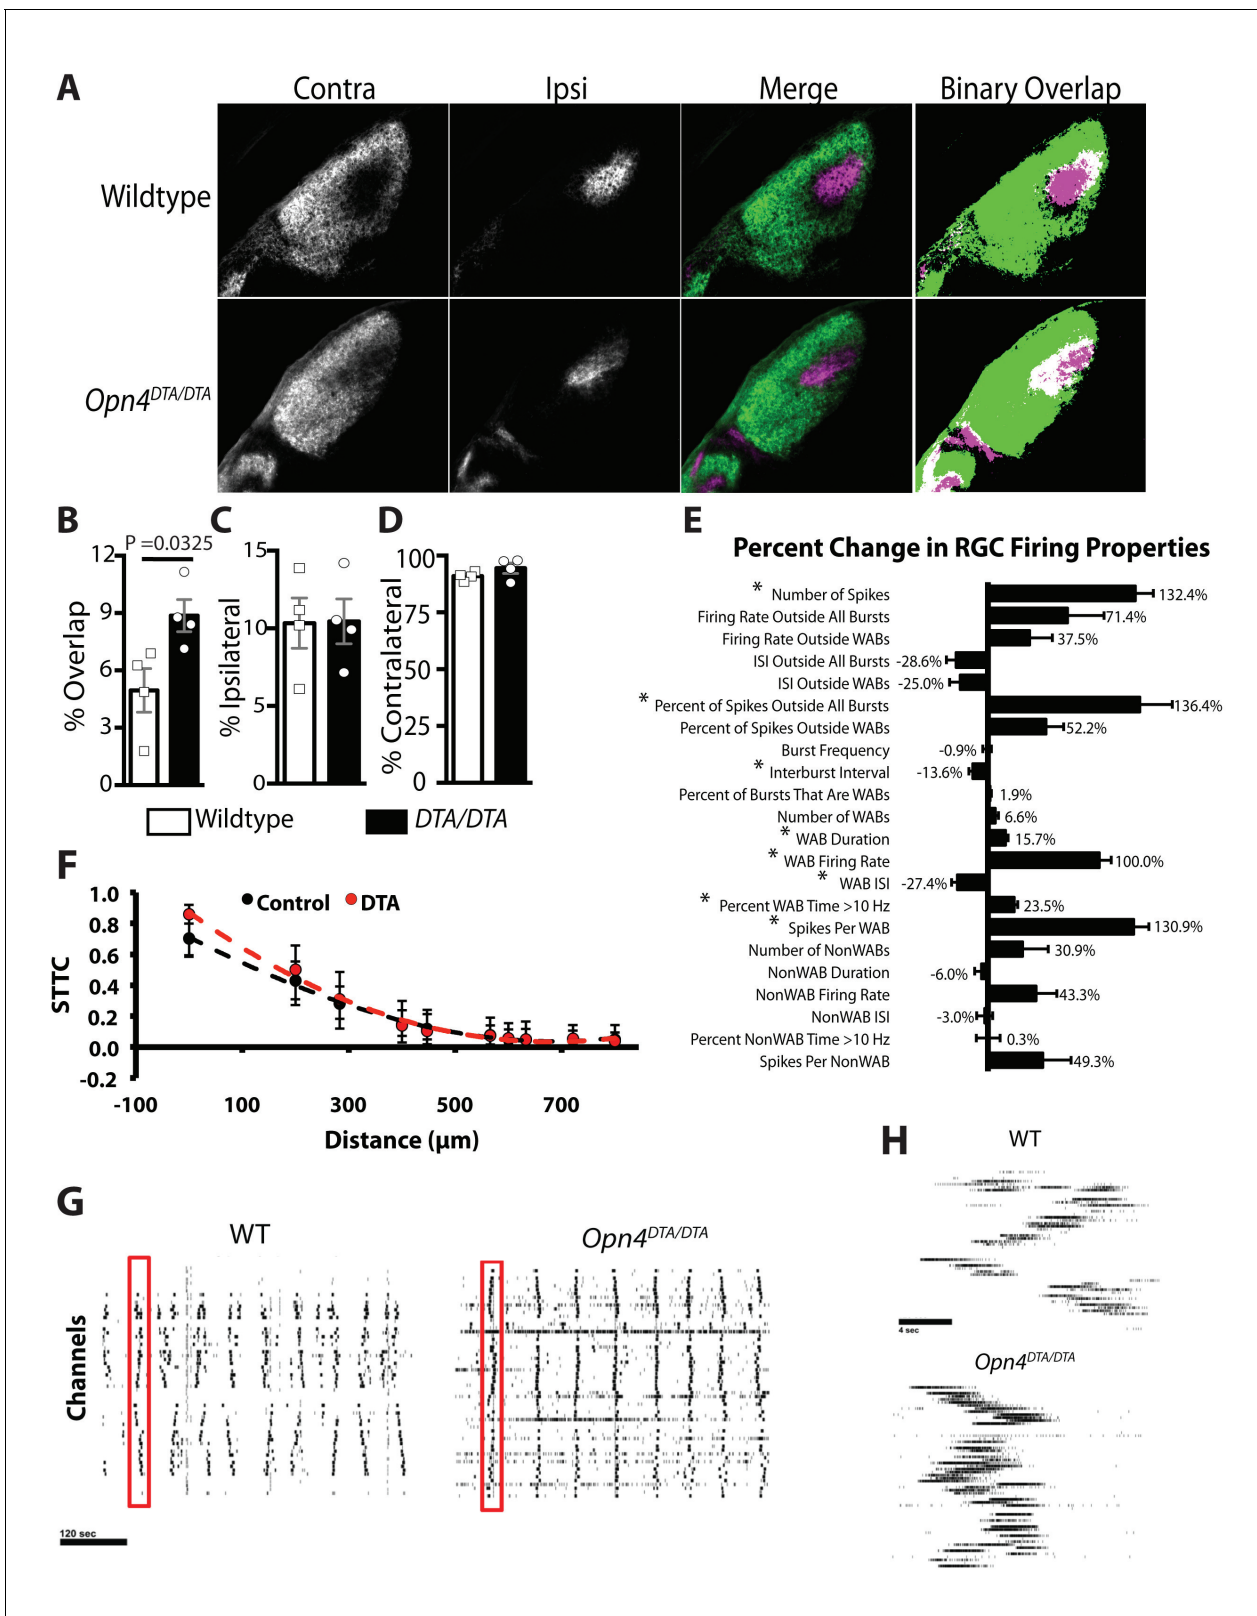 A
Contra Ipsi Merge Binary Overlap
Wildtype
Opn4DTA/DTA
B C D E
P =0.0325
% Overlap
12
9
6
3
0
% Ipsilateral
15
10
5
0
% Contralateral
100
75
50
25
0
Wildtype DTA/DTA
Percent Change in RGC Firing Properties
* Number of Spikes 132.4%
Firing Rate Outside All Bursts 71.4%
Firing Rate Outside WABs 37.5%
ISI Outside All Bursts -28.6%
ISI Outside WABs -25.0%
* Percent of Spikes Outside All Bursts 136.4%
Percent of Spikes Outside WABs 52.2%
Burst Frequency -0.9%
* Interburst Interval -13.6%
Percent of Bursts That Are WABs 1.9%
Number of WABs 6.6%
* WAB Duration 15.7%
* WAB Firing Rate 100.0%
* WAB ISI -27.4%
* Percent WAB Time >10 Hz 23.5%
* Spikes Per WAB 130.9%
Number of NonWABs 30.9%
NonWAB Duration -6.0%
NonWAB Firing Rate 43.3%
NonWAB ISI -3.0%
Percent NonWAB Time >10 Hz 0.3%
Spikes Per NonWAB 49.3%
F
Control DTA
STTC
1.0
0.8
0.6
0.4
0.2
0.0
-0.2
-100 100 300 500 700
Distance (µm)
G
WT Opn4DTA/DTA
Channels
120 sec
H
WT
4 sec
Opn4DTA/DTA